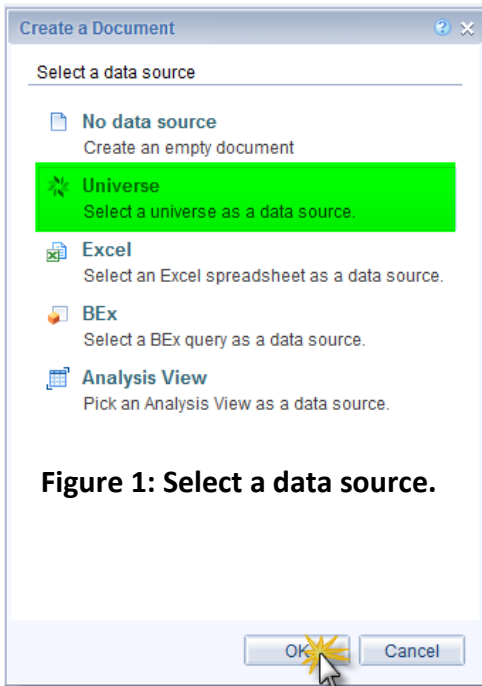 Create a Document
Select a data source
No data source
Create an empty document
Universe
Select a universe as a data source.
Excel
Select an Excel spreadsheet as a data source.
BEx
Select a BEx query as a data source.
Analysis View
Pick an Analysis View as a data source.
Figure 1: Select a data source.
OK
Cancel